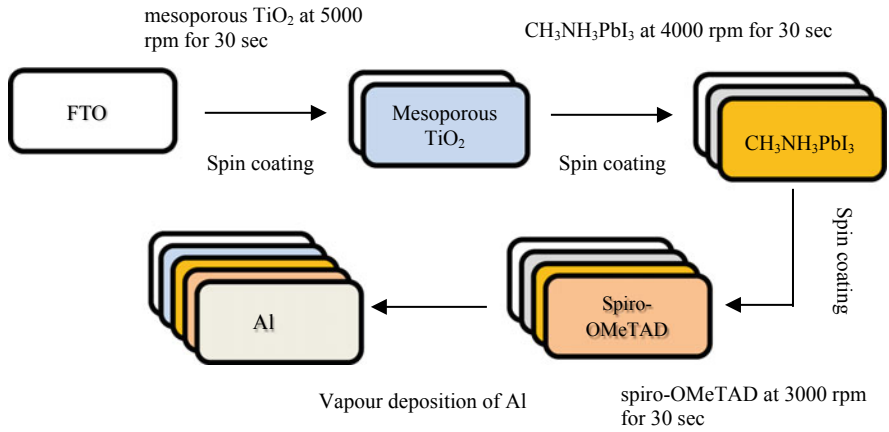 mesoporous TiO₂ at 5000
rpm for 30 sec
CH₃NH₃PbI₃ at 4000 rpm for 30 sec
FTO
Mesoporous
TiO₂
CH₃NH₃PbI₃
Spin coating
Spin coating
Spin coating
Al
Spiro-
OMeTAD
Vapour deposition of Al
spiro-OMeTAD at 3000 rpm
for 30 sec